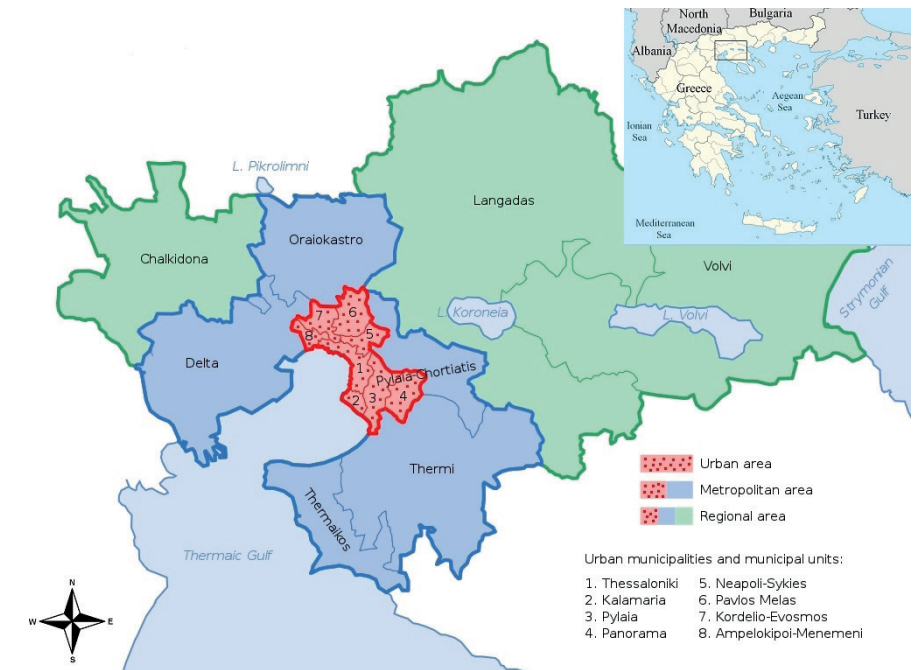 North
Macedonia
Bulgaria
Albania
Greece
Aegean
Sea
Turkey
Ionian
Sea
Mediterranean
Sea
L. Pikrolimni
Langadas
Oraiokastro
Chalkidona
Volvi
Strymonian
Gulf
L. Koroneia
L. Volvi
7
6
8
5
Delta
1
Pylaia-Chortiatis
2
3
4
Thermi
Thermaikos
Thermaic Gulf
Urban area
Metropolitan area
Regional area
Urban municipalities and municipal units:
1. Thessaloniki
2. Kalamaria
3. Pylaia
4. Panorama
5. Neapoli-Sykies
6. Pavlos Melas
7. Kordelio-Evosmos
8. Ampelokipoi-Menemeni
N
W
E
S